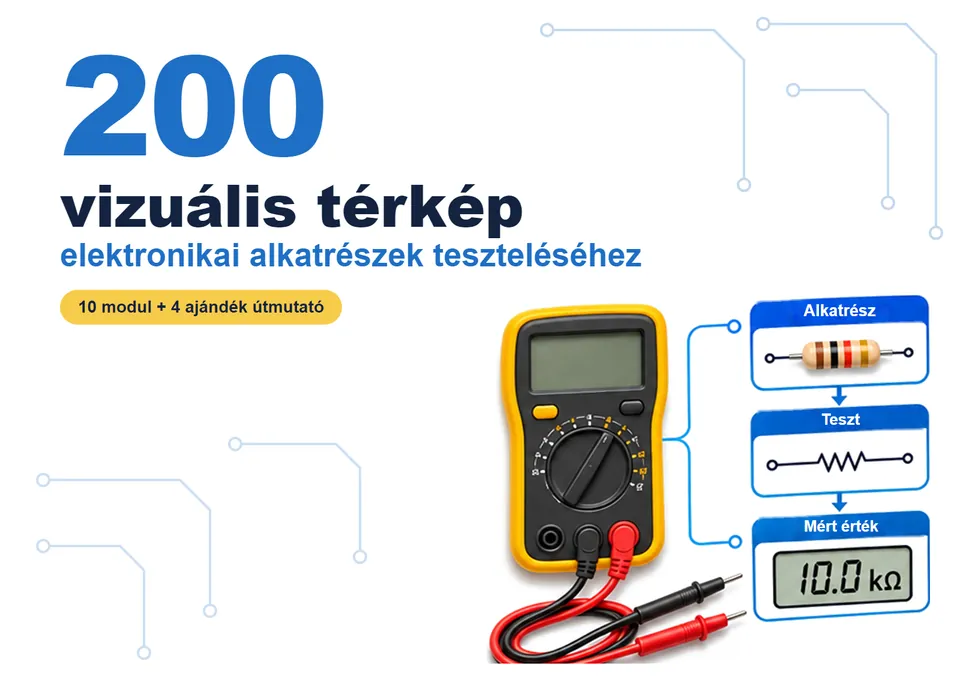 200
vizuális térkép
elektronikai alkatrészek teszteléséhez
10 modul + 4 ajándék útmutató
Alkatrész
Teszt
Mért érték
10.0 kΩ